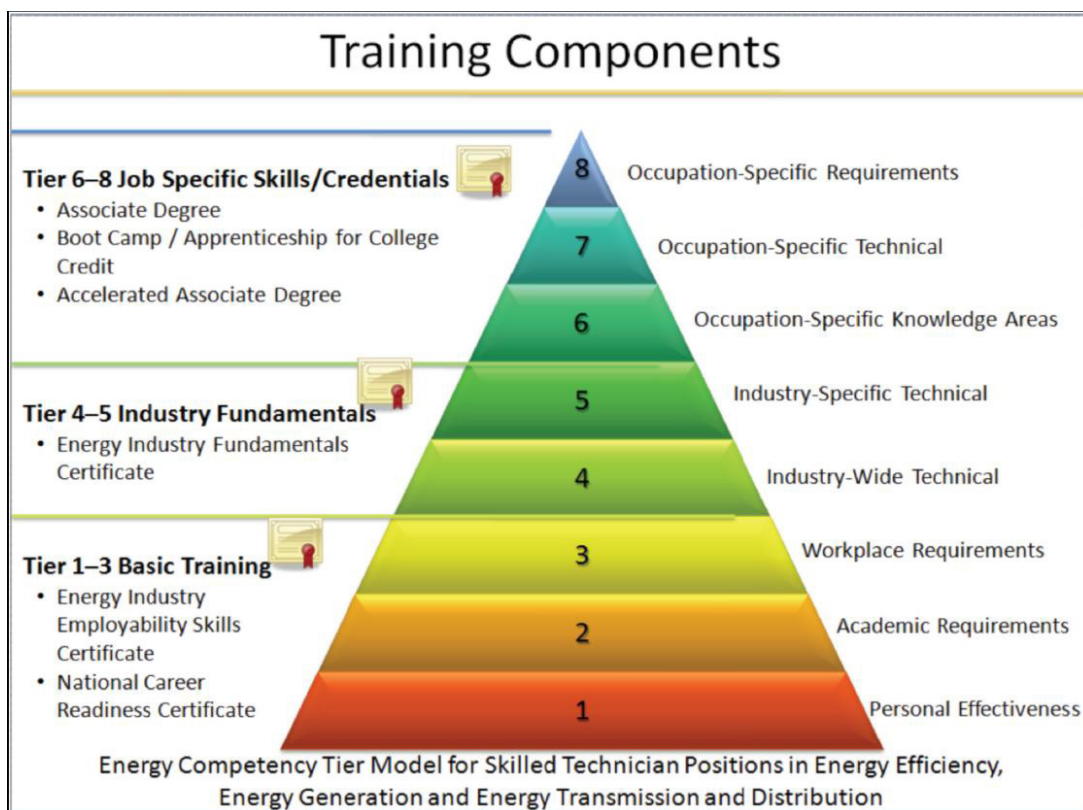 Training Components
Tier 6–8 Job Specific Skills/Credentials
• Associate Degree
• Boot Camp / Apprenticeship for College
Credit
• Accelerated Associate Degree
Tier 4–5 Industry Fundamentals
• Energy Industry Fundamentals
Certificate
Tier 1–3 Basic Training
• Energy Industry
Employability Skills
Certificate
• National Career
Readiness Certificate
8 Occupation-Specific Requirements
7 Occupation-Specific Technical
6 Occupation-Specific Knowledge Areas
5 Industry-Specific Technical
4 Industry-Wide Technical
3 Workplace Requirements
2 Academic Requirements
1 Personal Effectiveness
Energy Competency Tier Model for Skilled Technician Positions in Energy Efficiency,
Energy Generation and Energy Transmission and Distribution